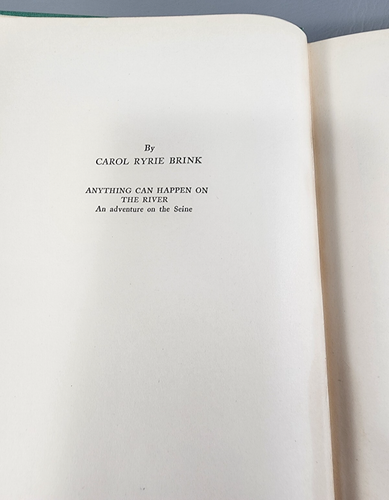 By
CAROL RYRIE BRINK
ANYTHING CAN HAPPEN ON
THE RIVER
An adventure on the Seine